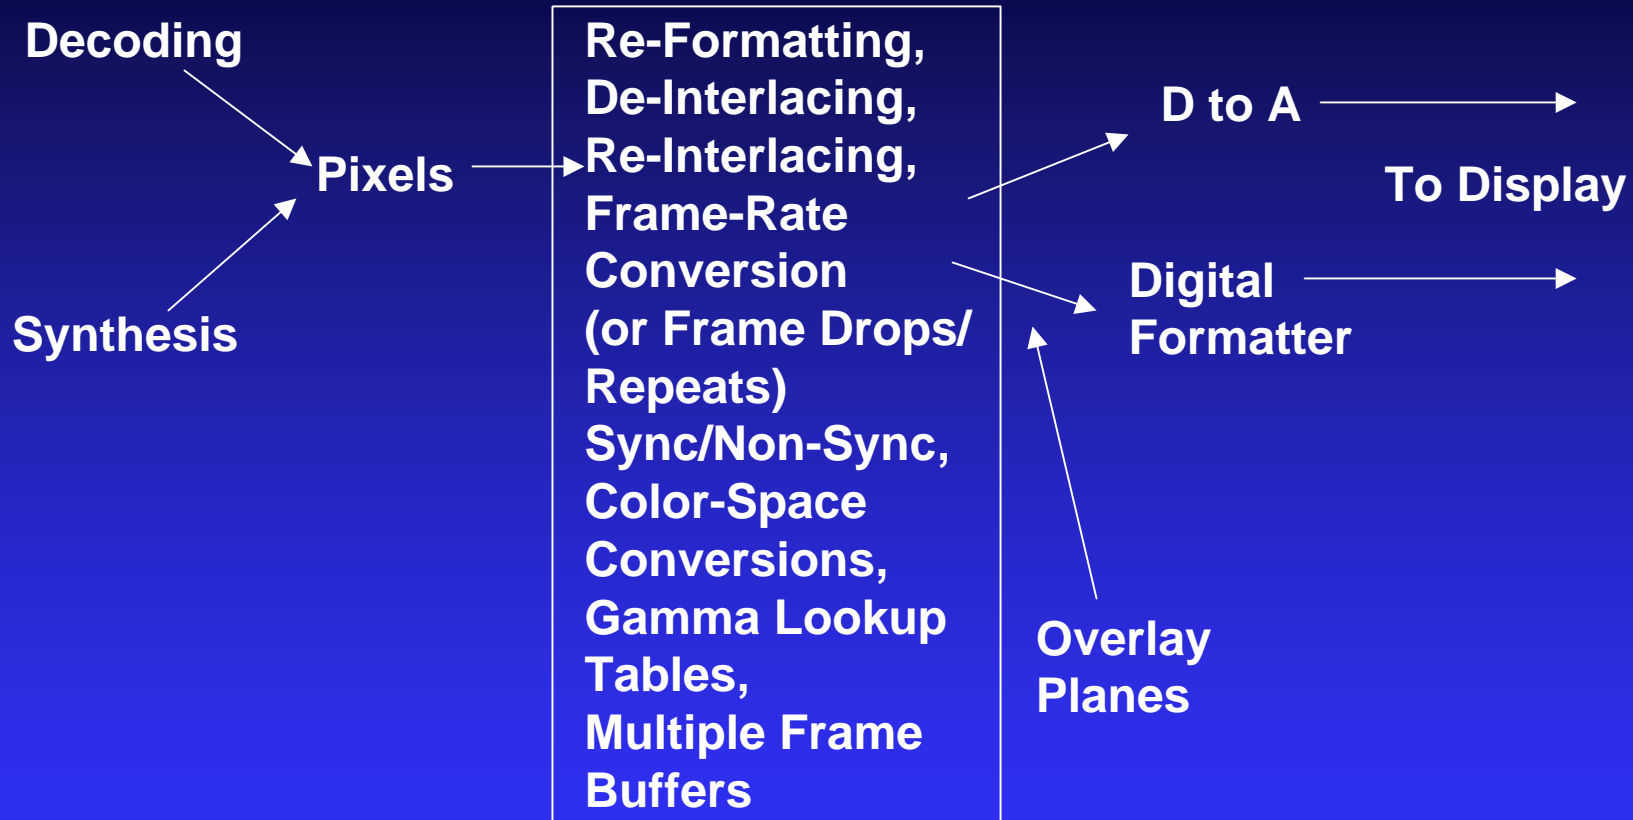 Decoding
Synthesis
Pixels
Re-Formatting,
De-Interlacing,
Re-Interlacing,
Frame-Rate
Conversion
(or Frame Drops/
Repeats)
Sync/Non-Sync,
Color-Space
Conversions,
Gamma Lookup
Tables,
Multiple Frame
Buffers
D to A
To Display
Digital
Formatter
Overlay
Planes